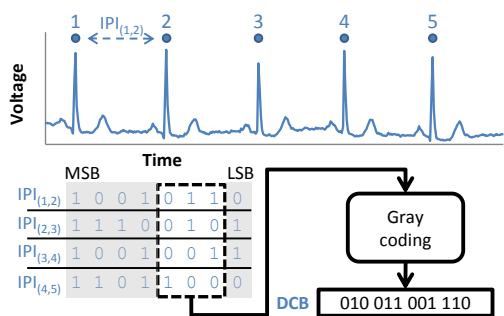 1 2 3 4 5
IPI(1,2)
Voltage
Time
MSB LSB
IPI(1,2) 1 0 0 1 0 1 1 0
IPI(2,3) 1 1 1 0 0 1 0 1
IPI(3,4) 1 0 0 1 0 0 1 1
IPI(4,5) 1 1 0 1 1 0 0 0
Gray
coding
DCB 010 011 001 110